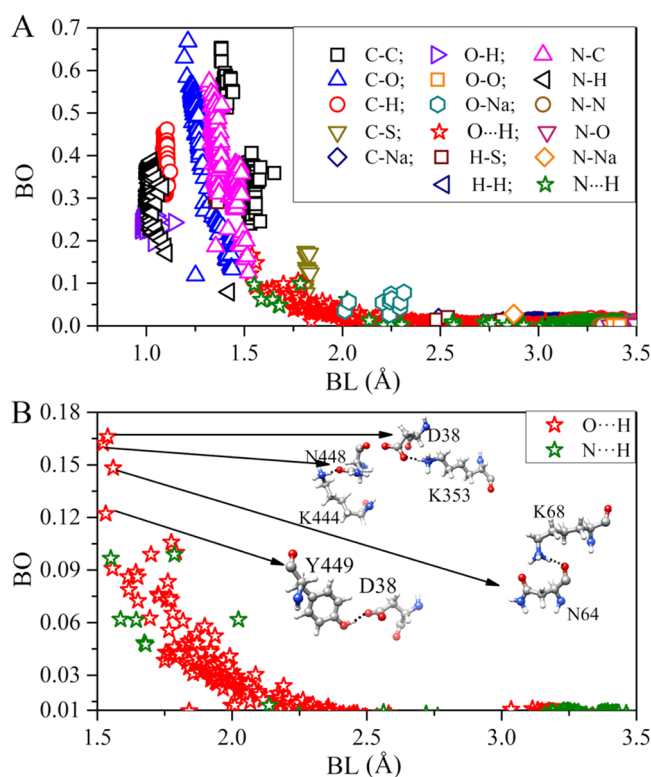 A
BO
0.7
0.6
0.5
0.4
0.3
0.2
0.1
0.0
C-C; O-H; N-C
C-O; O-O; N-H
C-H; O-Na; N-N
C-S; O···H; N-O
C-Na; H-S; N-Na
H-H; N···H
1.0 1.5 2.0 2.5 3.0 3.5
BL (Å)
B
BO
0.18
0.15
0.12
0.09
0.06
0.03
0.01
O···H
N···H
D38
N448
K444
K353
K68
N64
Y449
D38
1.5 2.0 2.5 3.0 3.5
BL (Å)